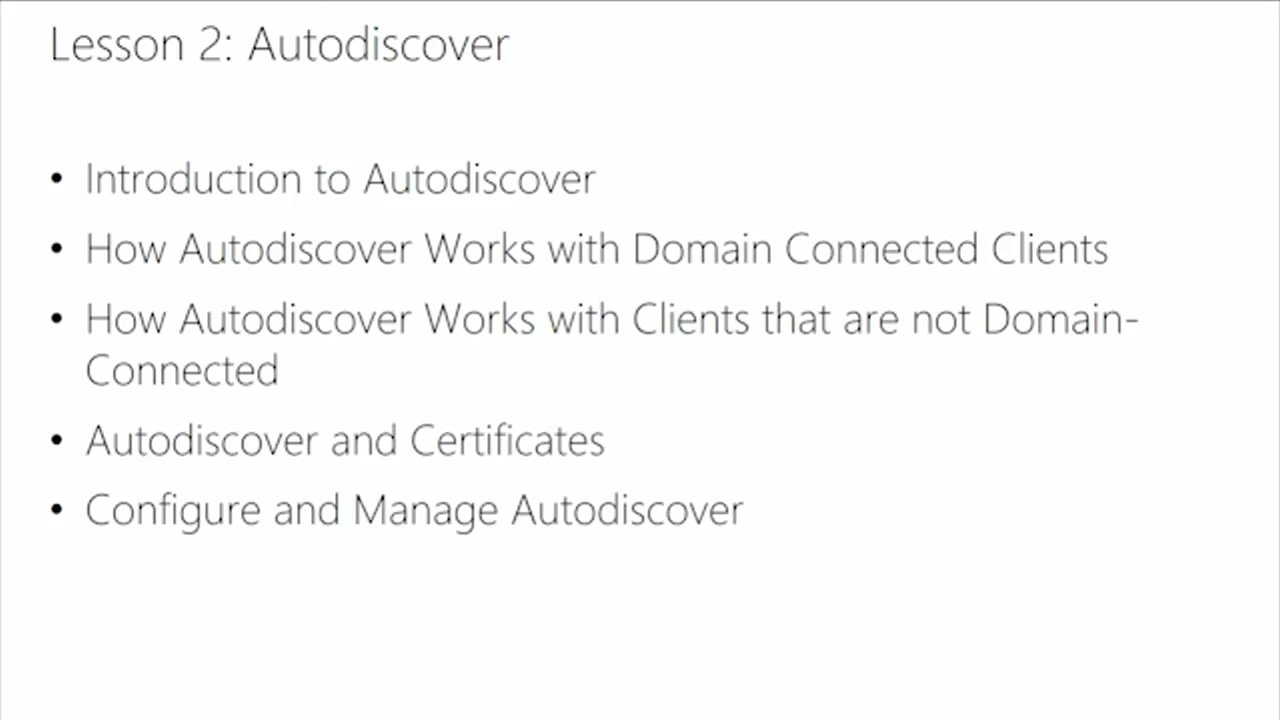 Lesson 2: Autodiscover
• Introduction to Autodiscover
• How Autodiscover Works with Domain Connected Clients
• How Autodiscover Works with Clients that are not Domain-
Connected
• Autodiscover and Certificates
• Configure and Manage Autodiscover